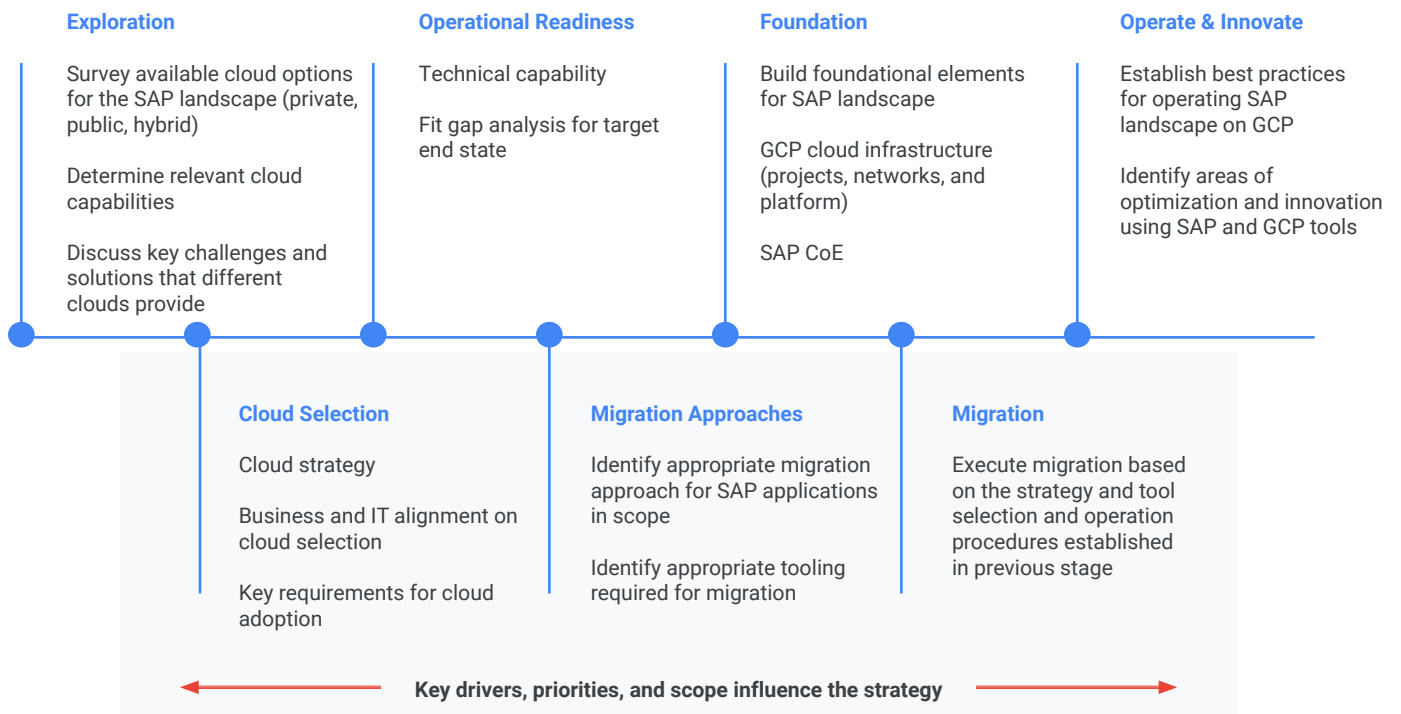 Exploration
Survey available cloud options
for the SAP landscape (private,
public, hybrid)
Determine relevant cloud
capabilities
Discuss key challenges and
solutions that different
clouds provide
Operational Readiness
Technical capability
Fit gap analysis for target
end state
Foundation
Build foundational elements
for SAP landscape
GCP cloud infrastructure
(projects, networks, and
platform)
SAP CoE
Operate & Innovate
Establish best practices
for operating SAP
landscape on GCP
Identify areas of
optimization and innovation
using SAP and GCP tools
Cloud Selection
Cloud strategy
Business and IT alignment on
cloud selection
Key requirements for cloud
adoption
Migration Approaches
Identify appropriate migration
approach for SAP applications
in scope
Identify appropriate tooling
required for migration
Migration
Execute migration based
on the strategy and tool
selection and operation
procedures established
in previous stage
Key drivers, priorities, and scope influence the strategy